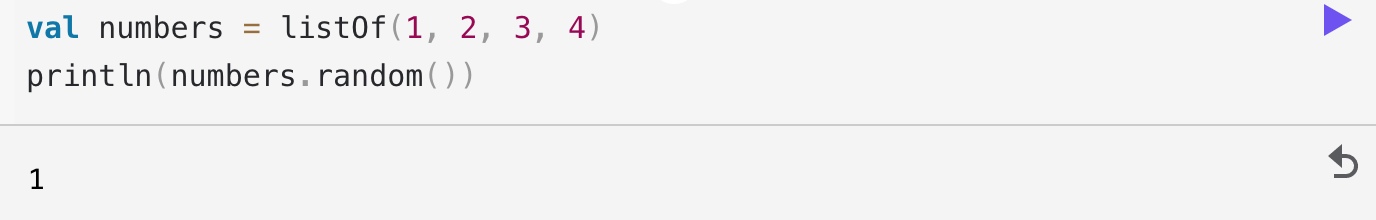 val numbers = listOf(1, 2, 3, 4)
println(numbers.random())
1